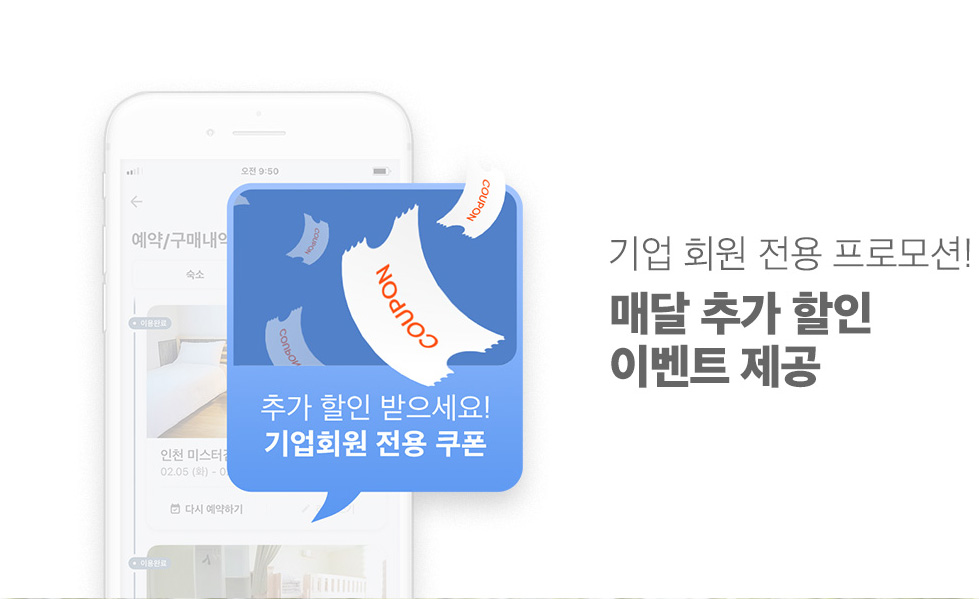 오전 9:50
예약/구매내역
숙소
이용완료
인천 미스터
02.05 (화) - 0
다시 예약하기
이용완료
COUPON
COUPON
COUPON
COUPON
추가 할인 받으세요!
기업회원 전용 쿠폰
기업 회원 전용 프로모션!
매달 추가 할인
이벤트 제공